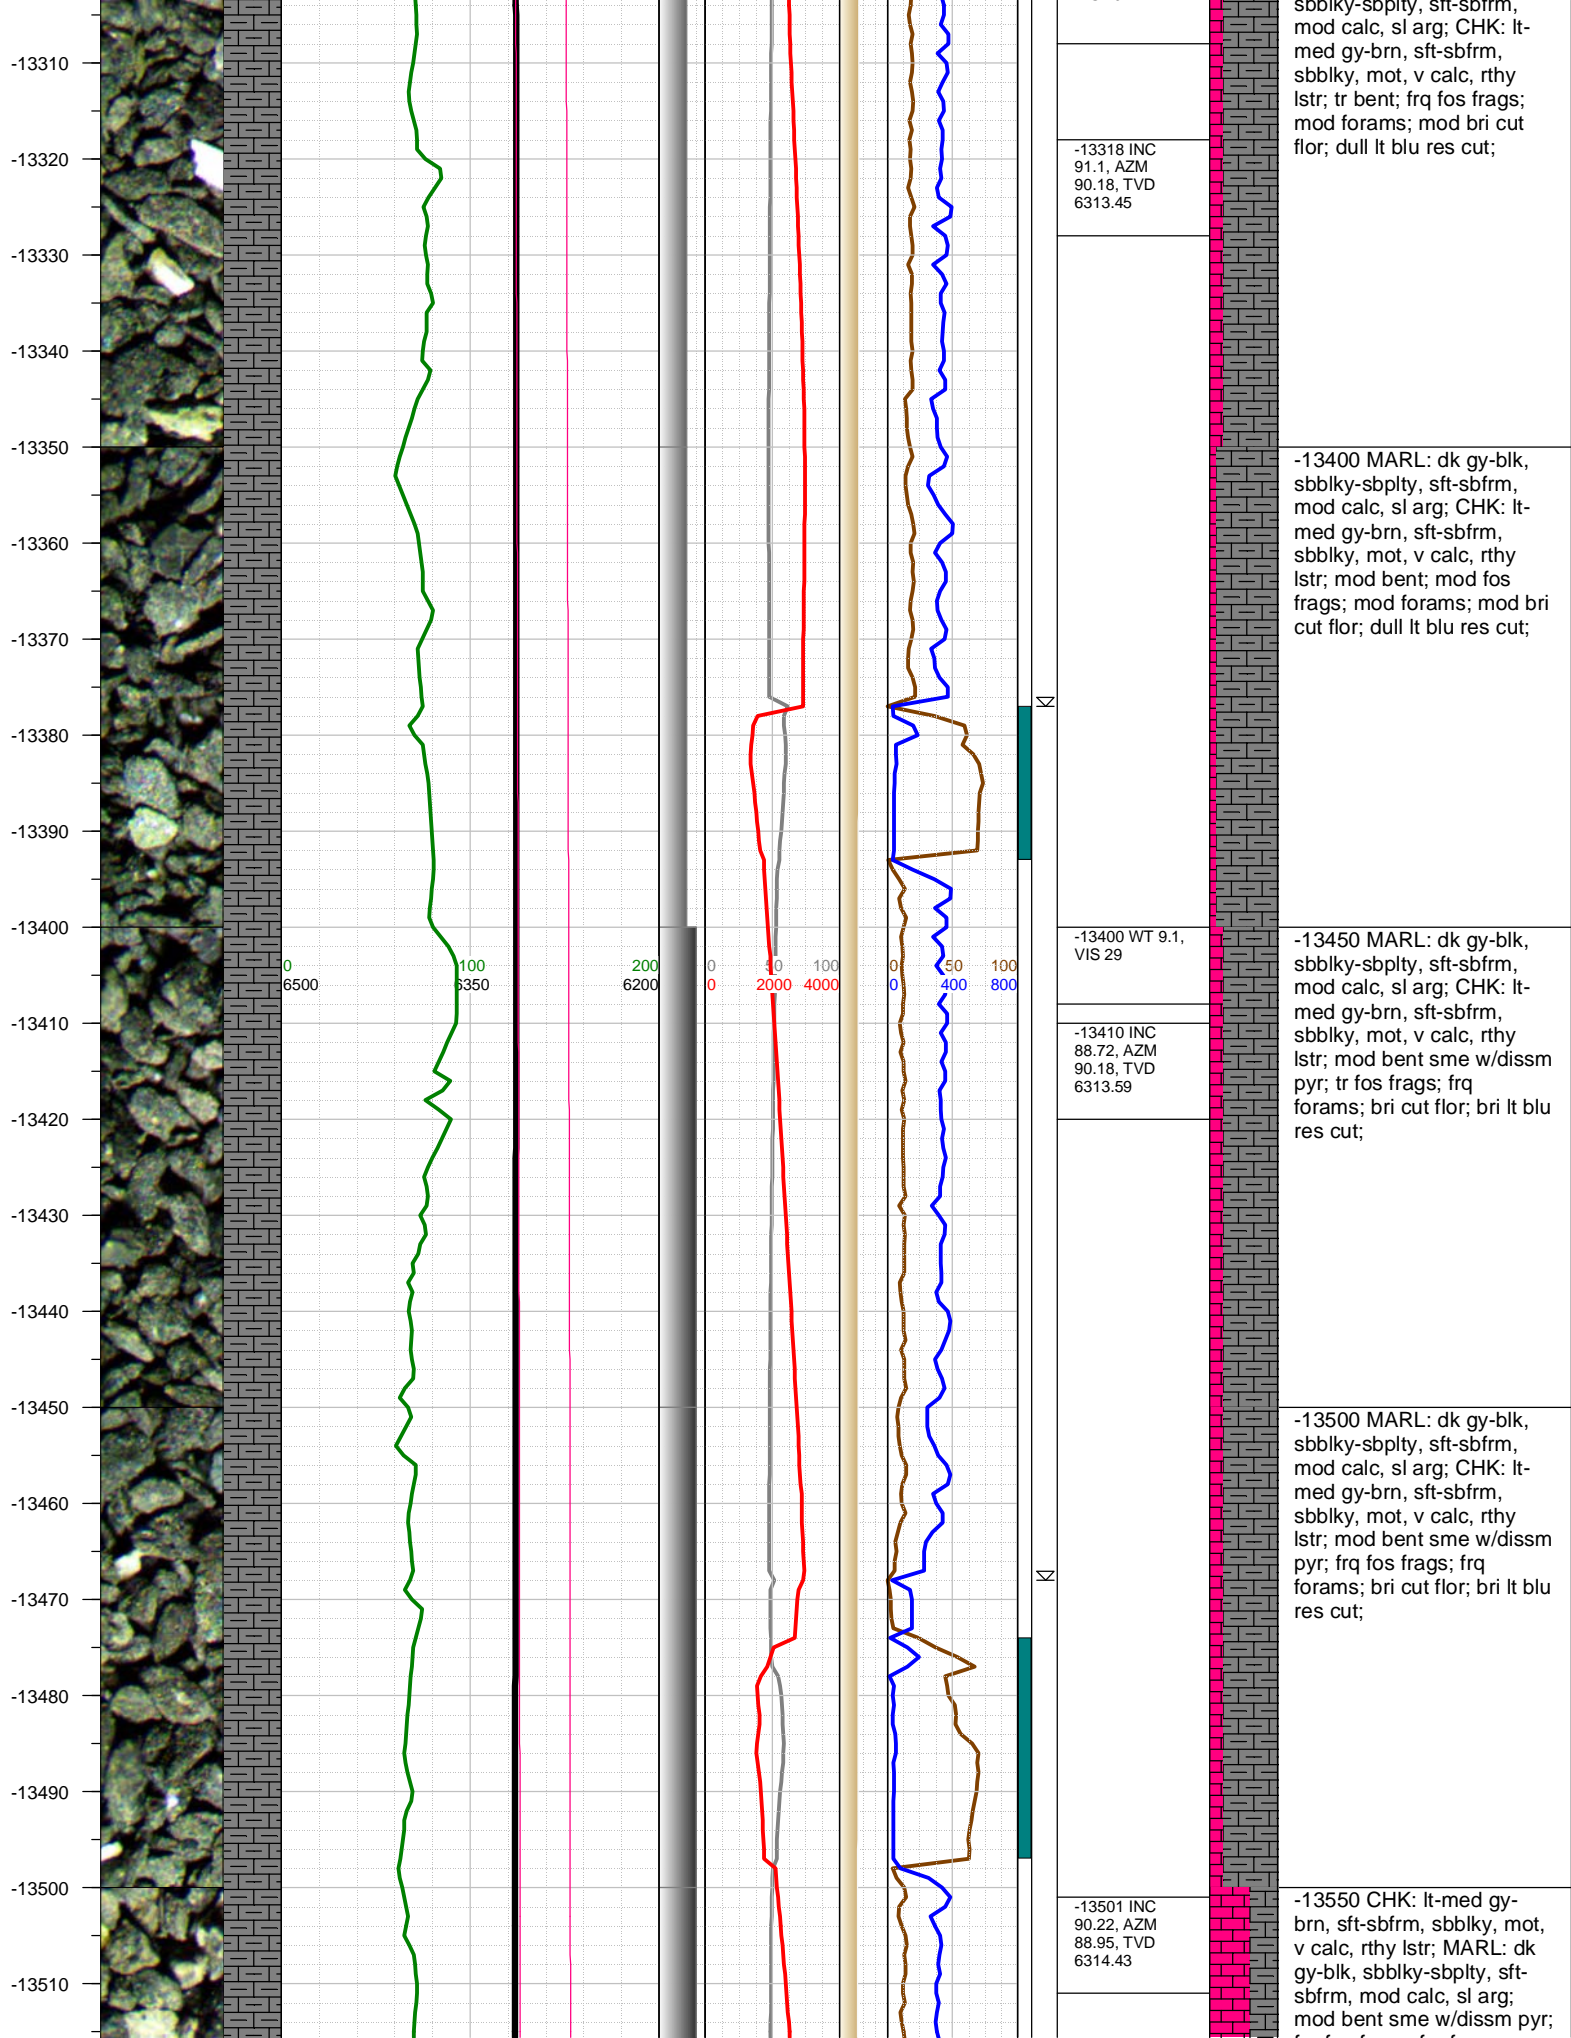 -13310
-13320
-13330
-13340
-13350
-13360
-13370
-13380
-13390
-13400
-13410
-13420
-13430
-13440
-13450
-13460
-13470
-13480
-13490
-13500
-13510
0 100 200
6500 6350 6200
0 50 100
0 2000 4000
0 50 100
0 400 800
-13318 INC
91.1, AZM
90.18, TVD
6313.45
-13400 WT 9.1,
VIS 29
-13410 INC
88.72, AZM
90.18, TVD
6313.59
-13501 INC
90.22, AZM
88.95, TVD
6314.43
sbblky-sbplty, sft-sbfrm,
mod calc, sl arg; CHK: lt-
med gy-brn, sft-sbfrm,
sbblky, mot, v calc, rthy
lstr; tr bent; frq fos frags;
mod forams; mod bri cut
flor; dull lt blu res cut;
-13400 MARL: dk gy-blk,
sbblky-sbplty, sft-sbfrm,
mod calc, sl arg; CHK: lt-
med gy-brn, sft-sbfrm,
sbblky, mot, v calc, rthy
lstr; mod bent; mod fos
frags; mod forams; mod bri
cut flor; dull lt blu res cut;
-13450 MARL: dk gy-blk,
sbblky-sbplty, sft-sbfrm,
mod calc, sl arg; CHK: lt-
med gy-brn, sft-sbfrm,
sbblky, mot, v calc, rthy
lstr; mod bent sme w/dissm
pyr; tr fos frags; frq
forams; bri cut flor; bri lt blu
res cut;
-13500 MARL: dk gy-blk,
sbblky-sbplty, sft-sbfrm,
mod calc, sl arg; CHK: lt-
med gy-brn, sft-sbfrm,
sbblky, mot, v calc, rthy
lstr; mod bent sme w/dissm
pyr; frq fos frags; frq
forams; bri cut flor; bri lt blu
res cut;
-13550 CHK: lt-med gy-
brn, sft-sbfrm, sbblky, mot,
v calc, rthy lstr; MARL: dk
gy-blk, sbblky-sbplty, sft-
sbfrm, mod calc, sl arg;
mod bent sme w/dissm pyr;